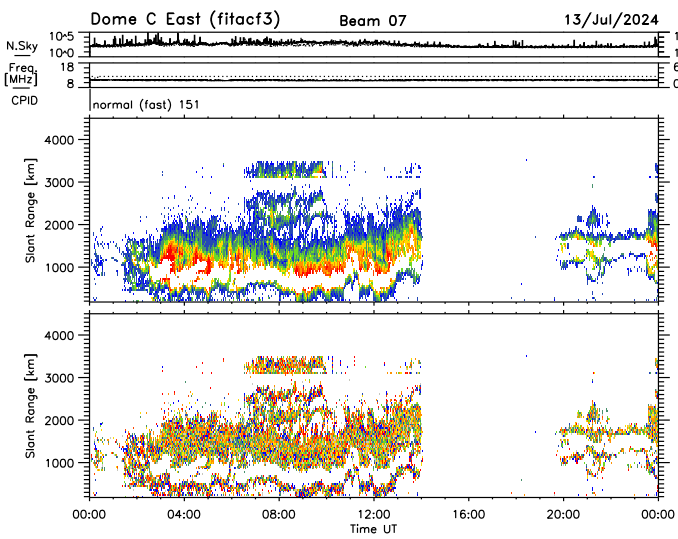 Dome C East (fitacf3)
Beam 07
13/Jul/2024
N.Sky
10+5
10+0
Freq.
[MHz]
18
8
CPID
normal (fast) 151
Slant Range [km]
4000
3000
2000
1000
Slant Range [km]
4000
3000
2000
1000
00:00 04:00 08:00 12:00 16:00 20:00 00:00
Time UT